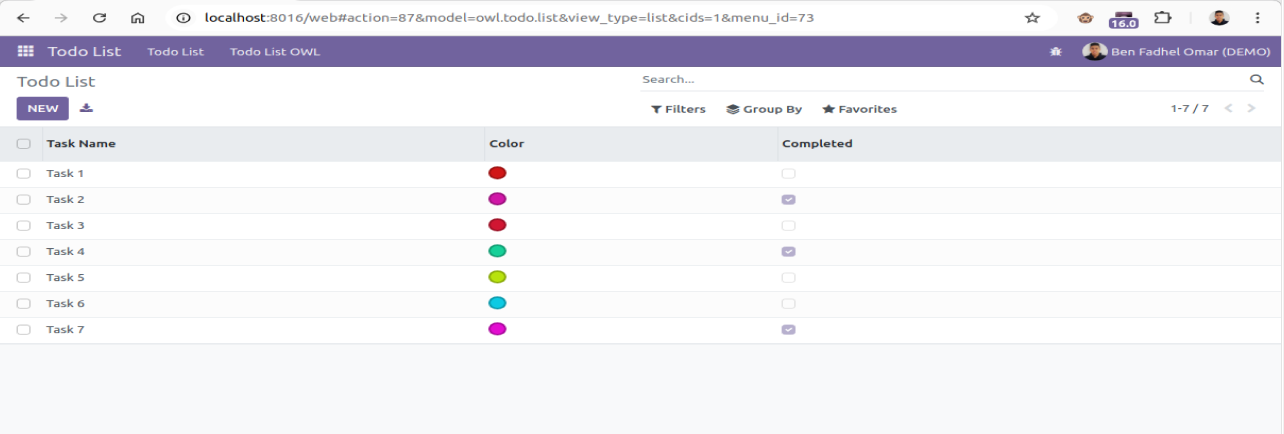 localhost:8016/web#action=87&model=owl.todo.list&view_type=list&cids=1&menu_id=73
16.0
Todo List Todo List Todo List OWL Ben Fadhel Omar (DEMO)
Todo List Search...
NEW Filters Group By Favorites 1-7 / 7
Task Name Color Completed
Task 1
Task 2
Task 3
Task 4
Task 5
Task 6
Task 7